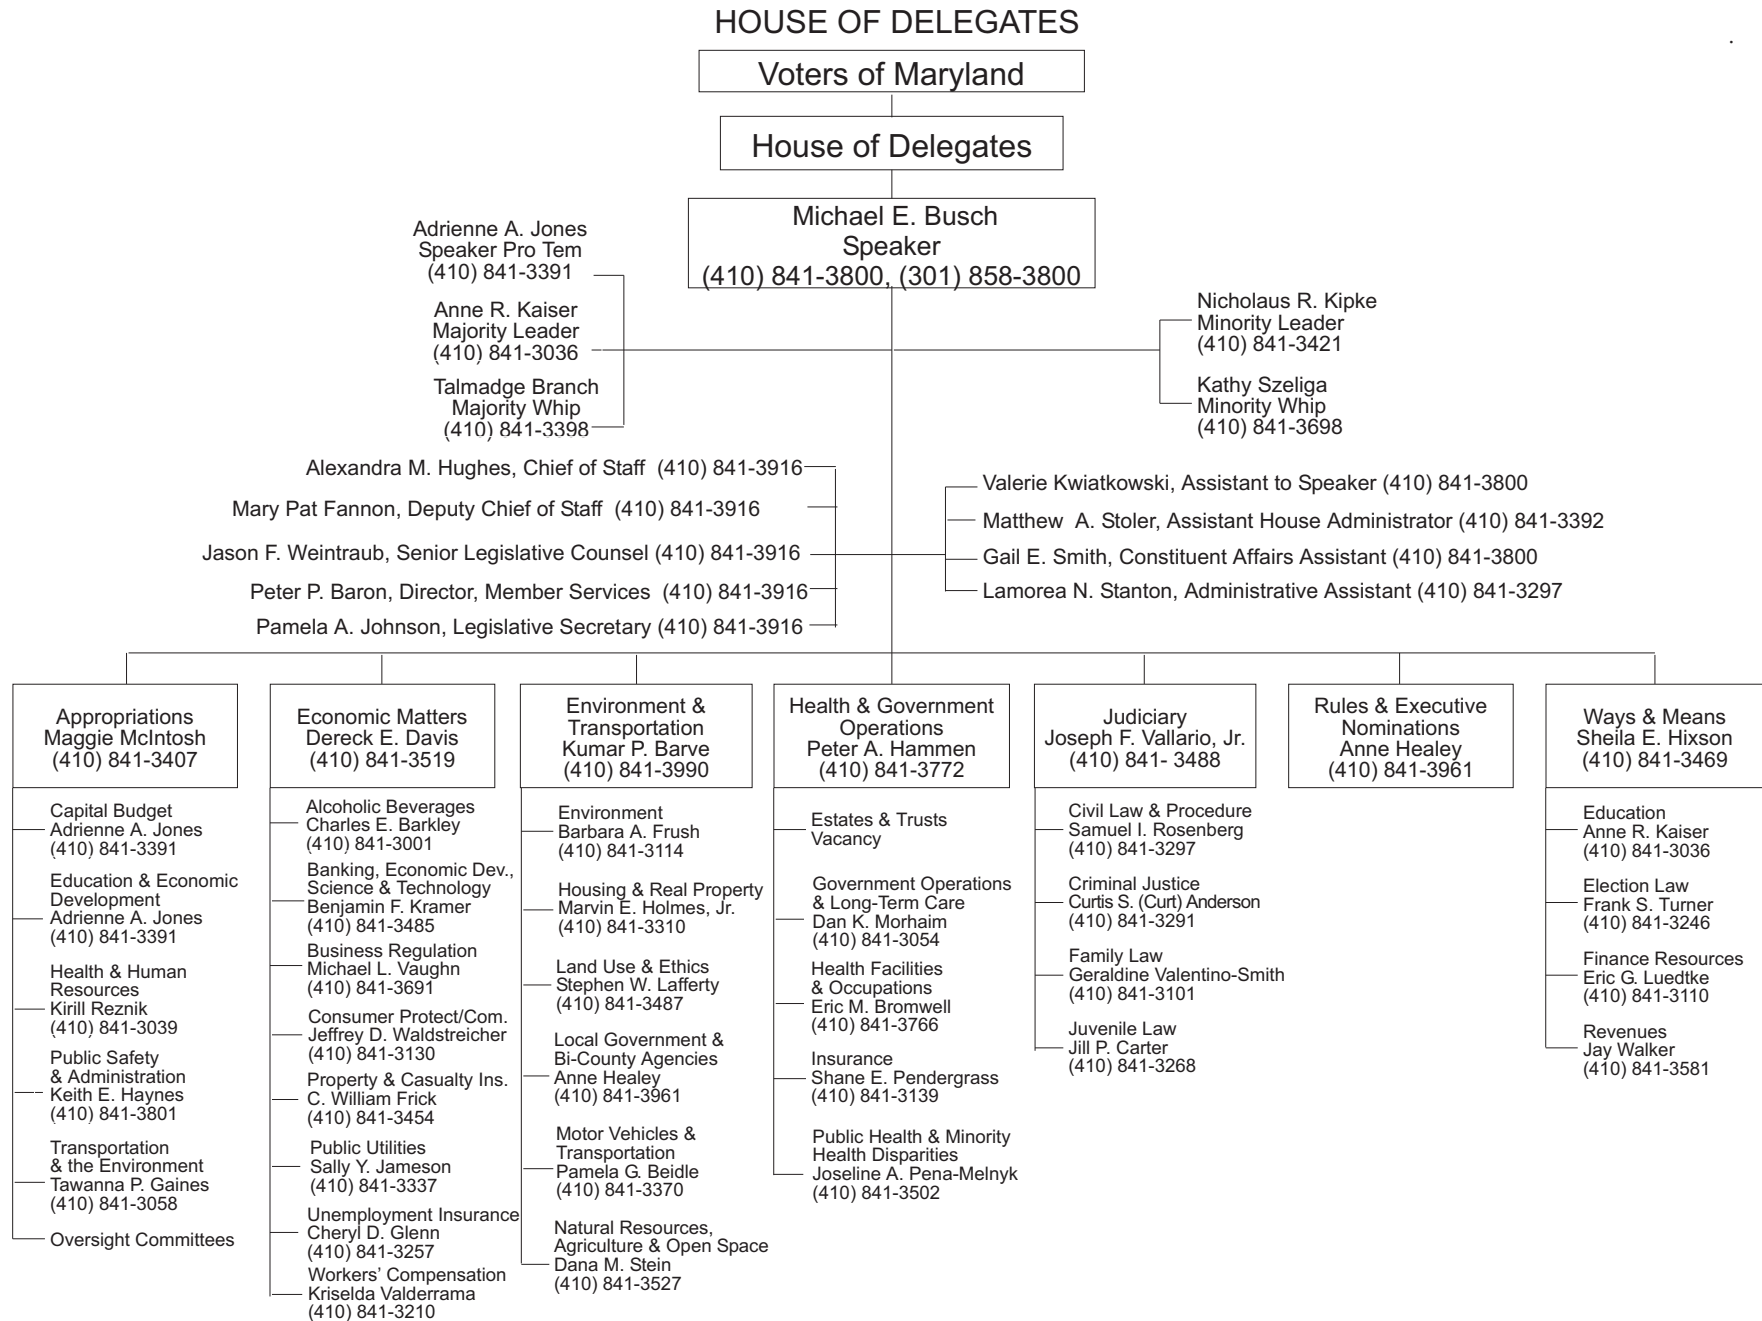 HOUSE OF DELEGATES
Voters of Maryland
House of Delegates
Michael E. Busch
Speaker
(410) 841-3800, (301) 858-3800
Adrienne A. Jones
Speaker Pro Tem
(410) 841-3391
Anne R. Kaiser
Majority Leader
(410) 841-3036
Talmadge Branch
Majority Whip
(410) 841-3398
Nicholaus R. Kipke
Minority Leader
(410) 841-3421
Kathy Szeliga
Minority Whip
(410) 841-3698
Alexandra M. Hughes, Chief of Staff (410) 841-3916
Mary Pat Fannon, Deputy Chief of Staff (410) 841-3916
Jason F. Weintraub, Senior Legislative Counsel (410) 841-3916
Peter P. Baron, Director, Member Services (410) 841-3916
Pamela A. Johnson, Legislative Secretary (410) 841-3916
Valerie Kwiatkowski, Assistant to Speaker (410) 841-3800
Matthew A. Stoler, Assistant House Administrator (410) 841-3392
Gail E. Smith, Constituent Affairs Assistant (410) 841-3800
Lamorea N. Stanton, Administrative Assistant (410) 841-3297
Appropriations
Maggie McIntosh
(410) 841-3407
Capital Budget
Adrienne A. Jones
(410) 841-3391
Education & Economic
Development
Adrienne A. Jones
(410) 841-3391
Health & Human
Resources
Kirill Reznik
(410) 841-3039
Public Safety
& Administration
Keith E. Haynes
(410) 841-3801
Transportation
& the Environment
Tawanna P. Gaines
(410) 841-3058
Oversight Committees
Economic Matters
Dereck E. Davis
(410) 841-3519
Alcoholic Beverages
Charles E. Barkley
(410) 841-3001
Banking, Economic Dev.,
Science & Technology
Benjamin F. Kramer
(410) 841-3485
Business Regulation
Michael L. Vaughn
(410) 841-3691
Consumer Protect/Com.
Jeffrey D. Waldstreicher
(410) 841-3130
Property & Casualty Ins.
C. William Frick
(410) 841-3454
Public Utilities
Sally Y. Jameson
(410) 841-3337
Unemployment Insurance
Cheryl D. Glenn
(410) 841-3257
Workers' Compensation
Kriselda Valderrama
(410) 841-3210
Environment &
Transportation
Kumar P. Barve
(410) 841-3990
Environment
Barbara A. Frush
(410) 841-3114
Housing & Real Property
Marvin E. Holmes, Jr.
(410) 841-3310
Land Use & Ethics
Stephen W. Lafferty
(410) 841-3487
Local Government &
Bi-County Agencies
Anne Healey
(410) 841-3961
Motor Vehicles &
Transportation
Pamela G. Beidle
(410) 841-3370
Natural Resources,
Agriculture & Open Space
Dana M. Stein
(410) 841-3527
Health & Government
Operations
Peter A. Hammen
(410) 841-3772
Estates & Trusts
Vacancy
Government Operations
& Long-Term Care
Dan K. Morhaim
(410) 841-3054
Health Facilities
& Occupations
Eric M. Bromwell
(410) 841-3766
Insurance
Shane E. Pendergrass
(410) 841-3139
Public Health & Minority
Health Disparities
Joseline A. Pena-Melnyk
(410) 841-3502
Judiciary
Joseph F. Vallario, Jr.
(410) 841- 3488
Civil Law & Procedure
Samuel I. Rosenberg
(410) 841-3297
Criminal Justice
Curtis S. (Curt) Anderson
(410) 841-3291
Family Law
Geraldine Valentino-Smith
(410) 841-3101
Juvenile Law
Jill P. Carter
(410) 841-3268
Rules & Executive
Nominations
Anne Healey
(410) 841-3961
Ways & Means
Sheila E. Hixson
(410) 841-3469
Education
Anne R. Kaiser
(410) 841-3036
Election Law
Frank S. Turner
(410) 841-3246
Finance Resources
Eric G. Luedtke
(410) 841-3110
Revenues
Jay Walker
(410) 841-3581